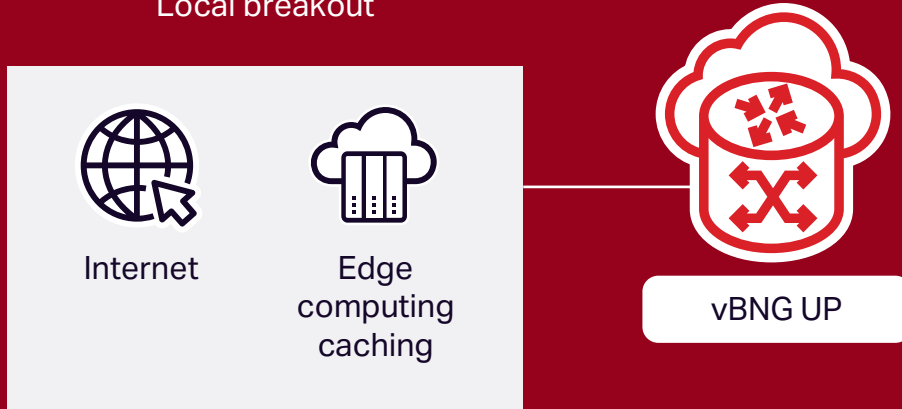 Local breakout
Internet
Edge
computing
caching
vBNG UP